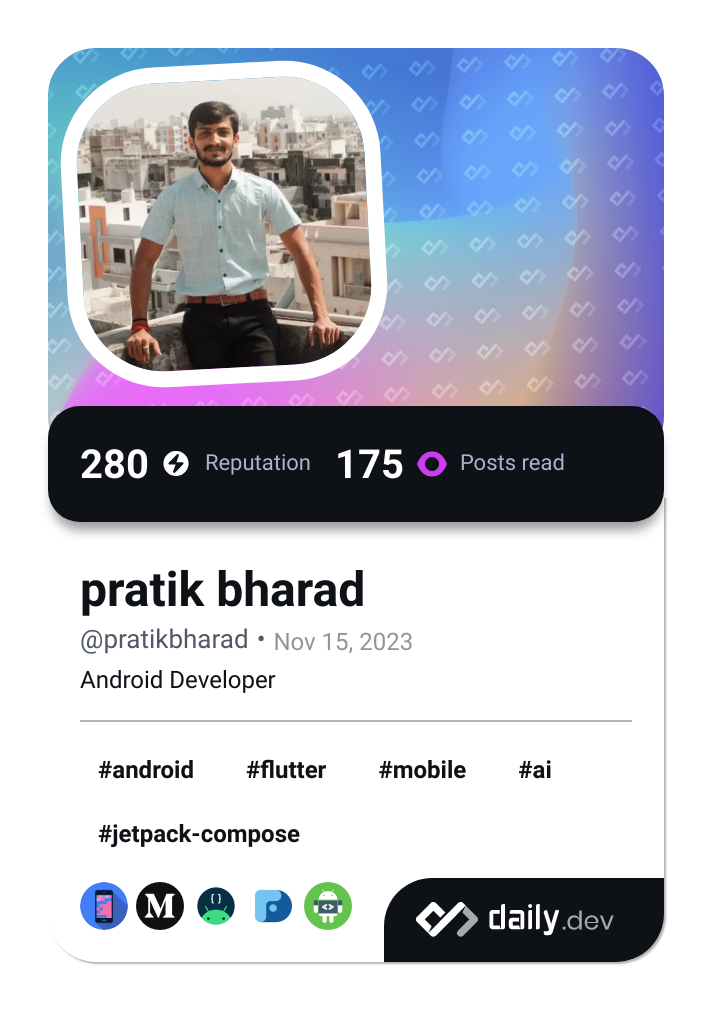 280 Reputation 175 Posts read
pratik bharad
@pratikbharad • Nov 15, 2023
Android Developer
#android #flutter #mobile #ai
#jetpack-compose
M {} <>
daily.dev